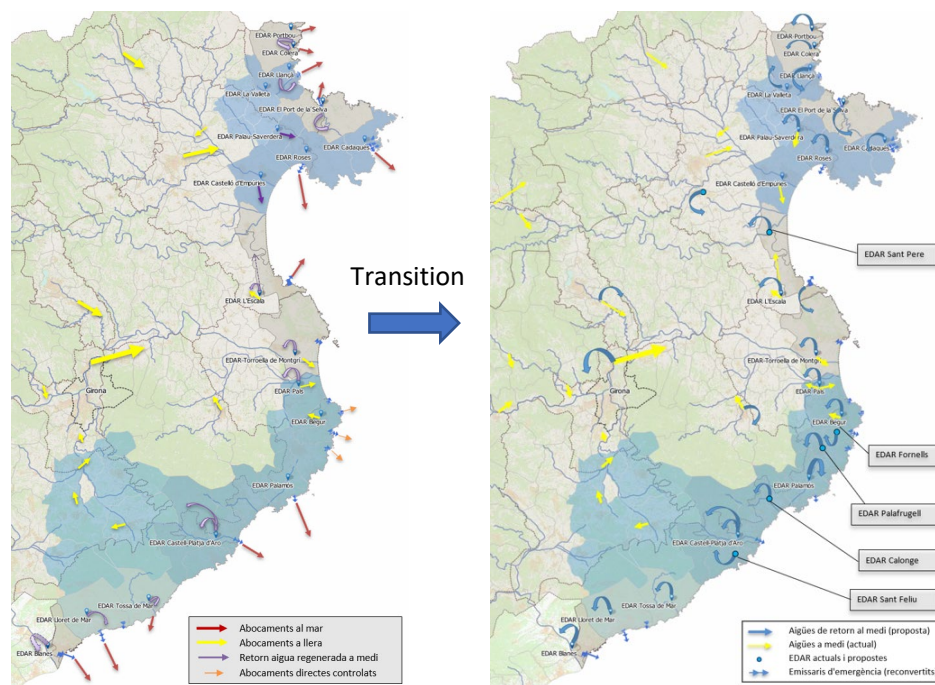 EDAR Portbou
EDAR Colera
EDAR Llançà
EDAR La Valleta
EDAR El Port de la Selva
EDAR Palau-Saverdera
EDAR Cadaqués
EDAR Roses
EDAR Castelló d'Empúries
EDAR L'Escala
EDAR-Torroella de Montgrí
EDAR-Pals
Girona
EDAR Begur
EDAR Palamós
EDAR Castell-Platja d'Aro
EDAR Tossa de Mar
EDAR Lloret de Mar
EDAR Blanes
Abocaments al mar
Abocaments a llera
Retorn aigua regenerada a medi
Abocaments directes controlats
Transition
EDAR Portbou
EDAR Colera
EDAR Llançà
EDAR La Valleta
EDAR El Port de la Selva
EDAR Palau-Saverdera
EDAR Cadaqués
EDAR Roses
EDAR Castelló d'Empúries
EDAR Sant Pere
EDAR L'Escala
EDAR-Torroella de Montgrí
EDAR-Pals
Girona
EDAR Begur
EDAR Fornells
EDAR Palamós
EDAR Palafrugell
EDAR Castell-Platja d'Aro
EDAR Calonge
EDAR Sant Feliu
EDAR Tossa de Mar
EDAR Lloret de Mar
EDAR Blanes
Aigües de retorn al medi (proposta)
Aigües a medi (actual)
EDAR actuals i propostes
Emissaris d'emergència (reconvertits